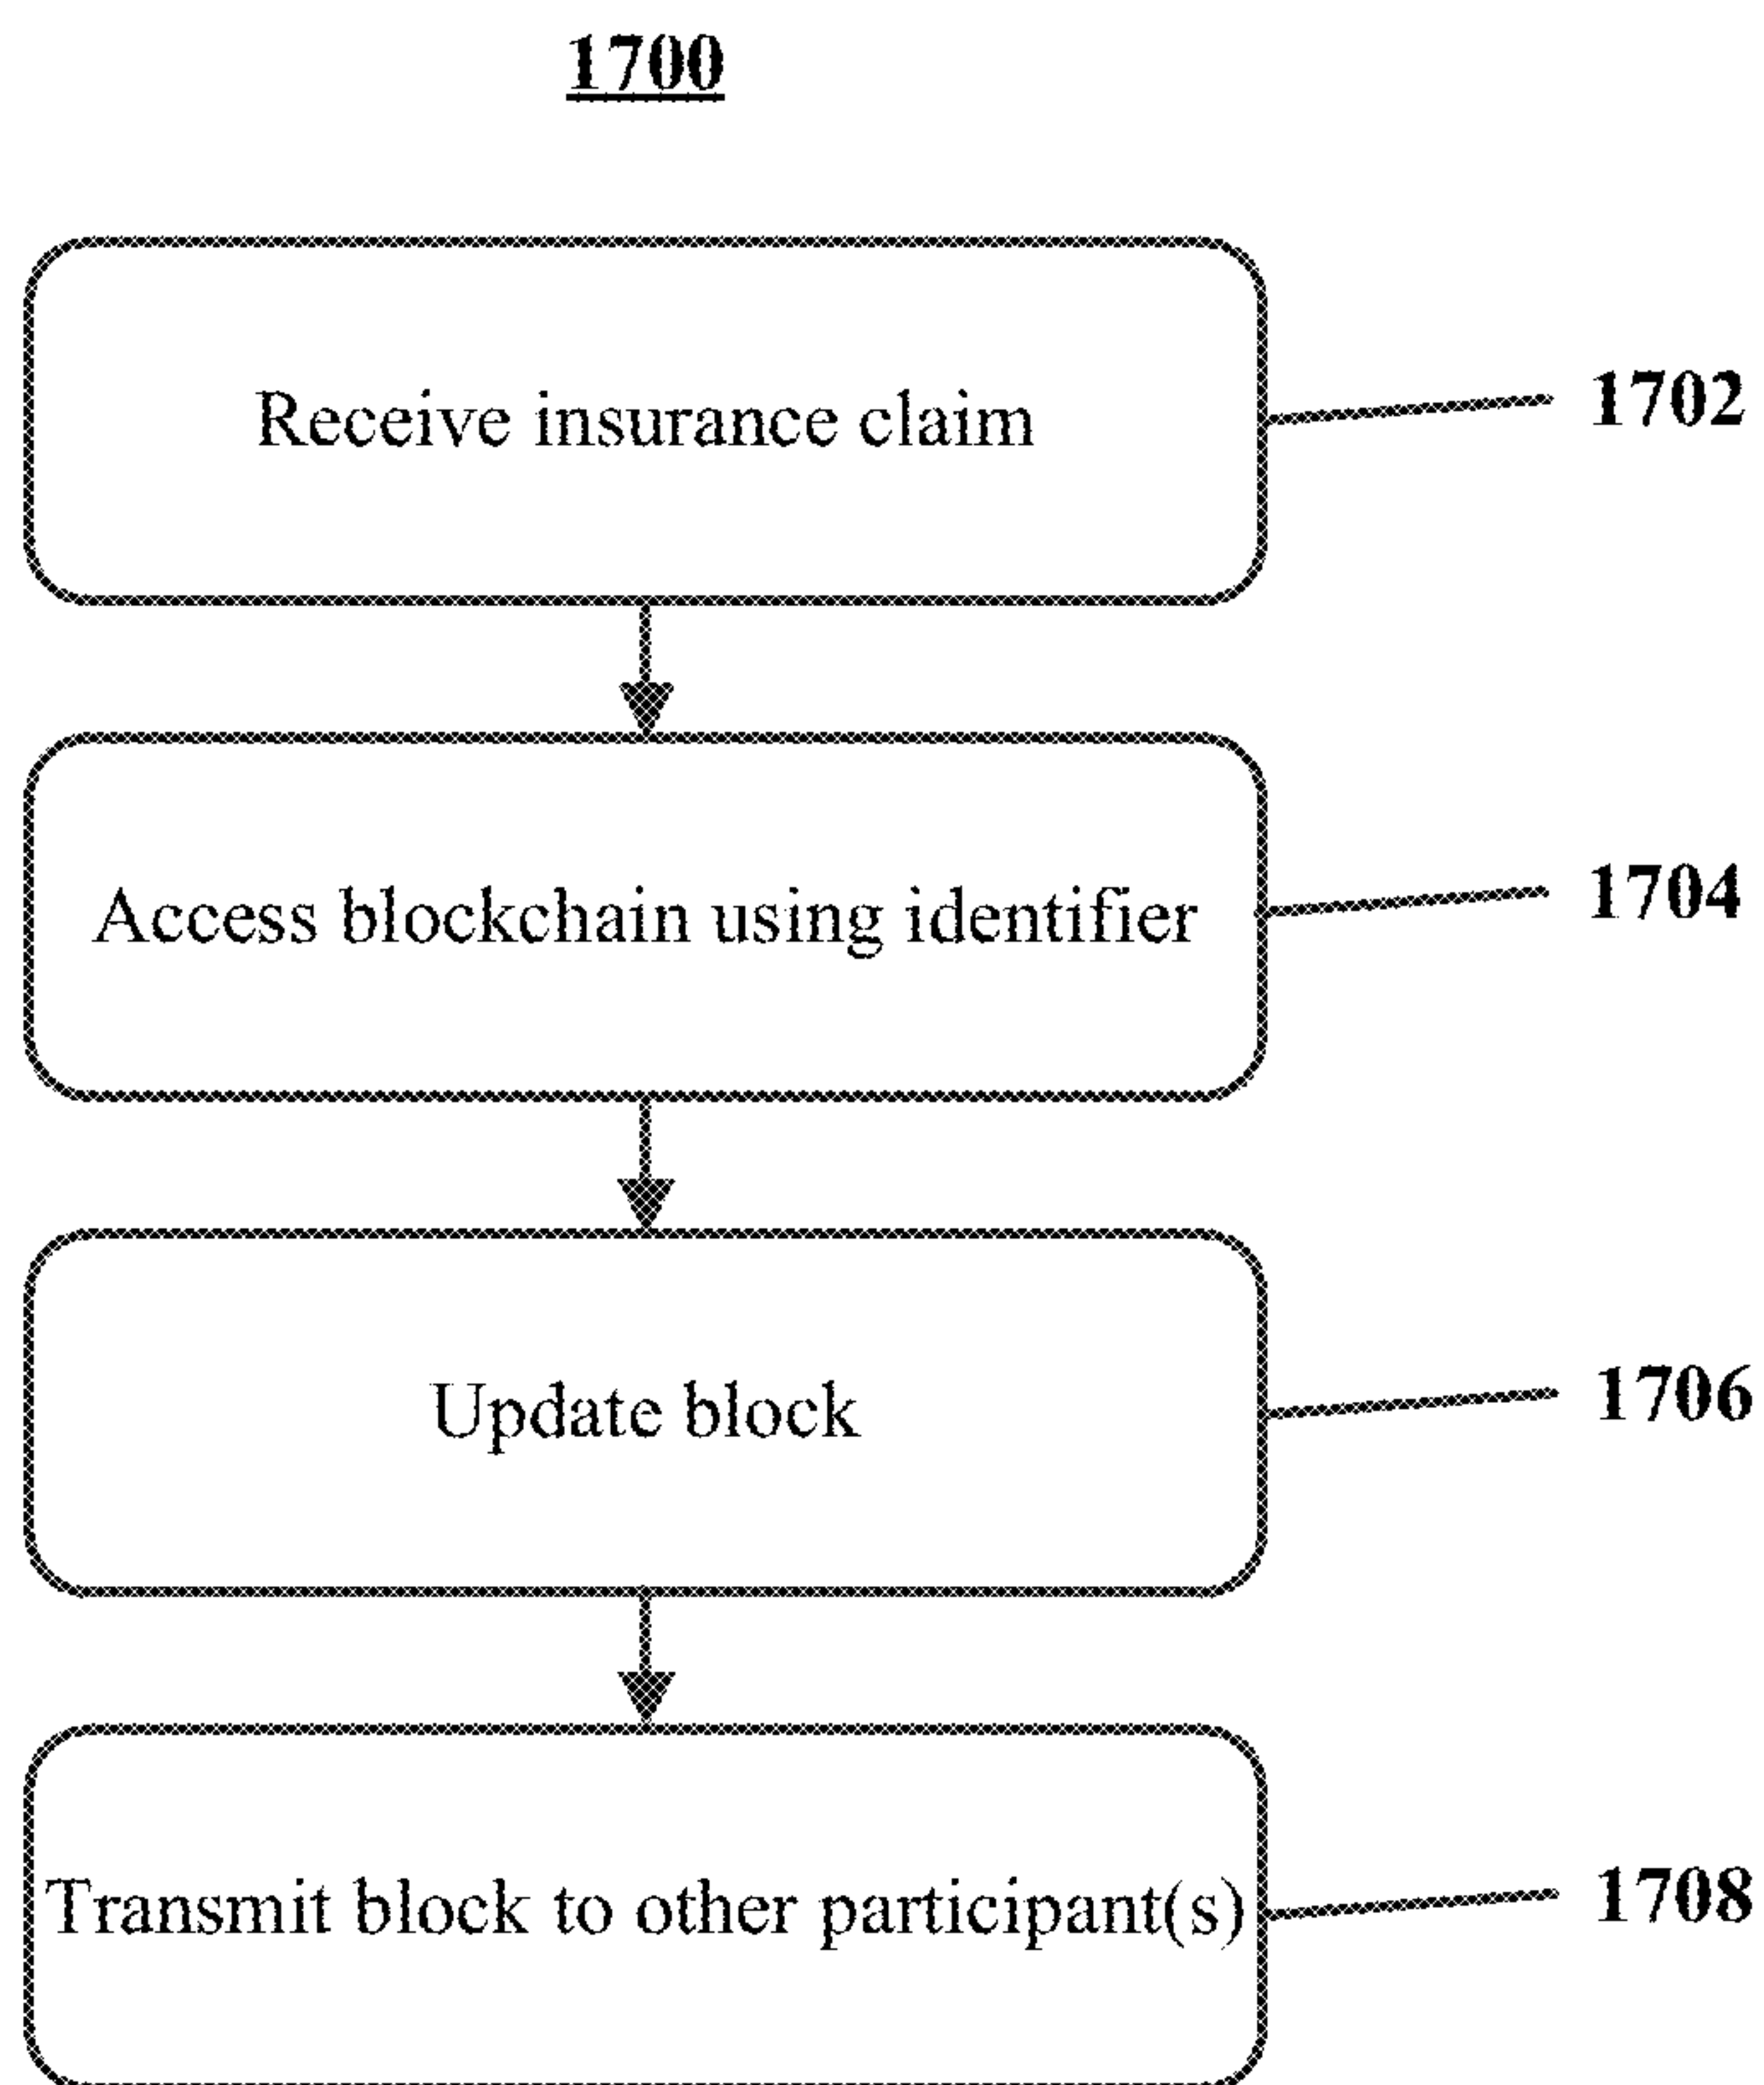 1700
Receive insurance claim
1702
Access blockchain using identifier
1704
Update block
1706
Transmit block to other participant(s)
1708